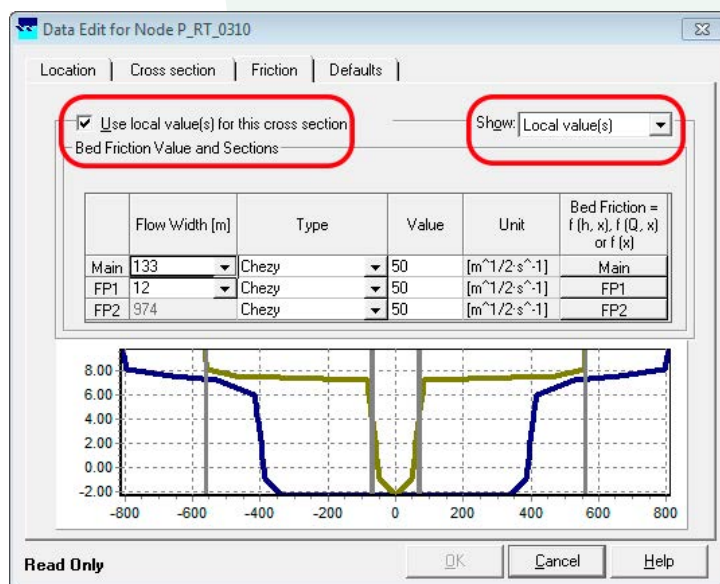 Data Edit for Node P_RT_0310
Location Cross section Friction Defaults
Use local value(s) for this cross section Show: Local value(s)
Bed Friction Value and Sections
Flow Width [m] Type Value Unit Bed Friction =
f (h, x), f (Q, x)
or f (x)
Main 133 Chezy 50 [m^1/2·s^-1] Main
FP1 12 Chezy 50 [m^1/2·s^-1] FP1
FP2 974 Chezy 50 [m^1/2·s^-1] FP2
8.00
6.00
4.00
2.00
0.00
-2.00
-800 -600 -400 -200 0 200 400 600 800
Read Only OK Cancel Help